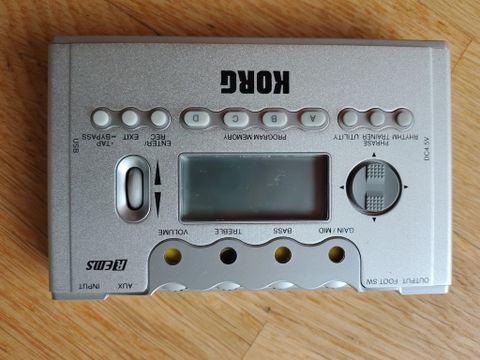 OUTPUT FOOT SW AUX INPUT
REMS
GAIN / MID BASS TREBLE VOLUME
DC4.5V USB
RHYTHM PHRASE TRAINER UTILITY PROGRAM MEMORY ENTER/REC EXIT •TAP ⇔BYPASS
A B C D
KORG